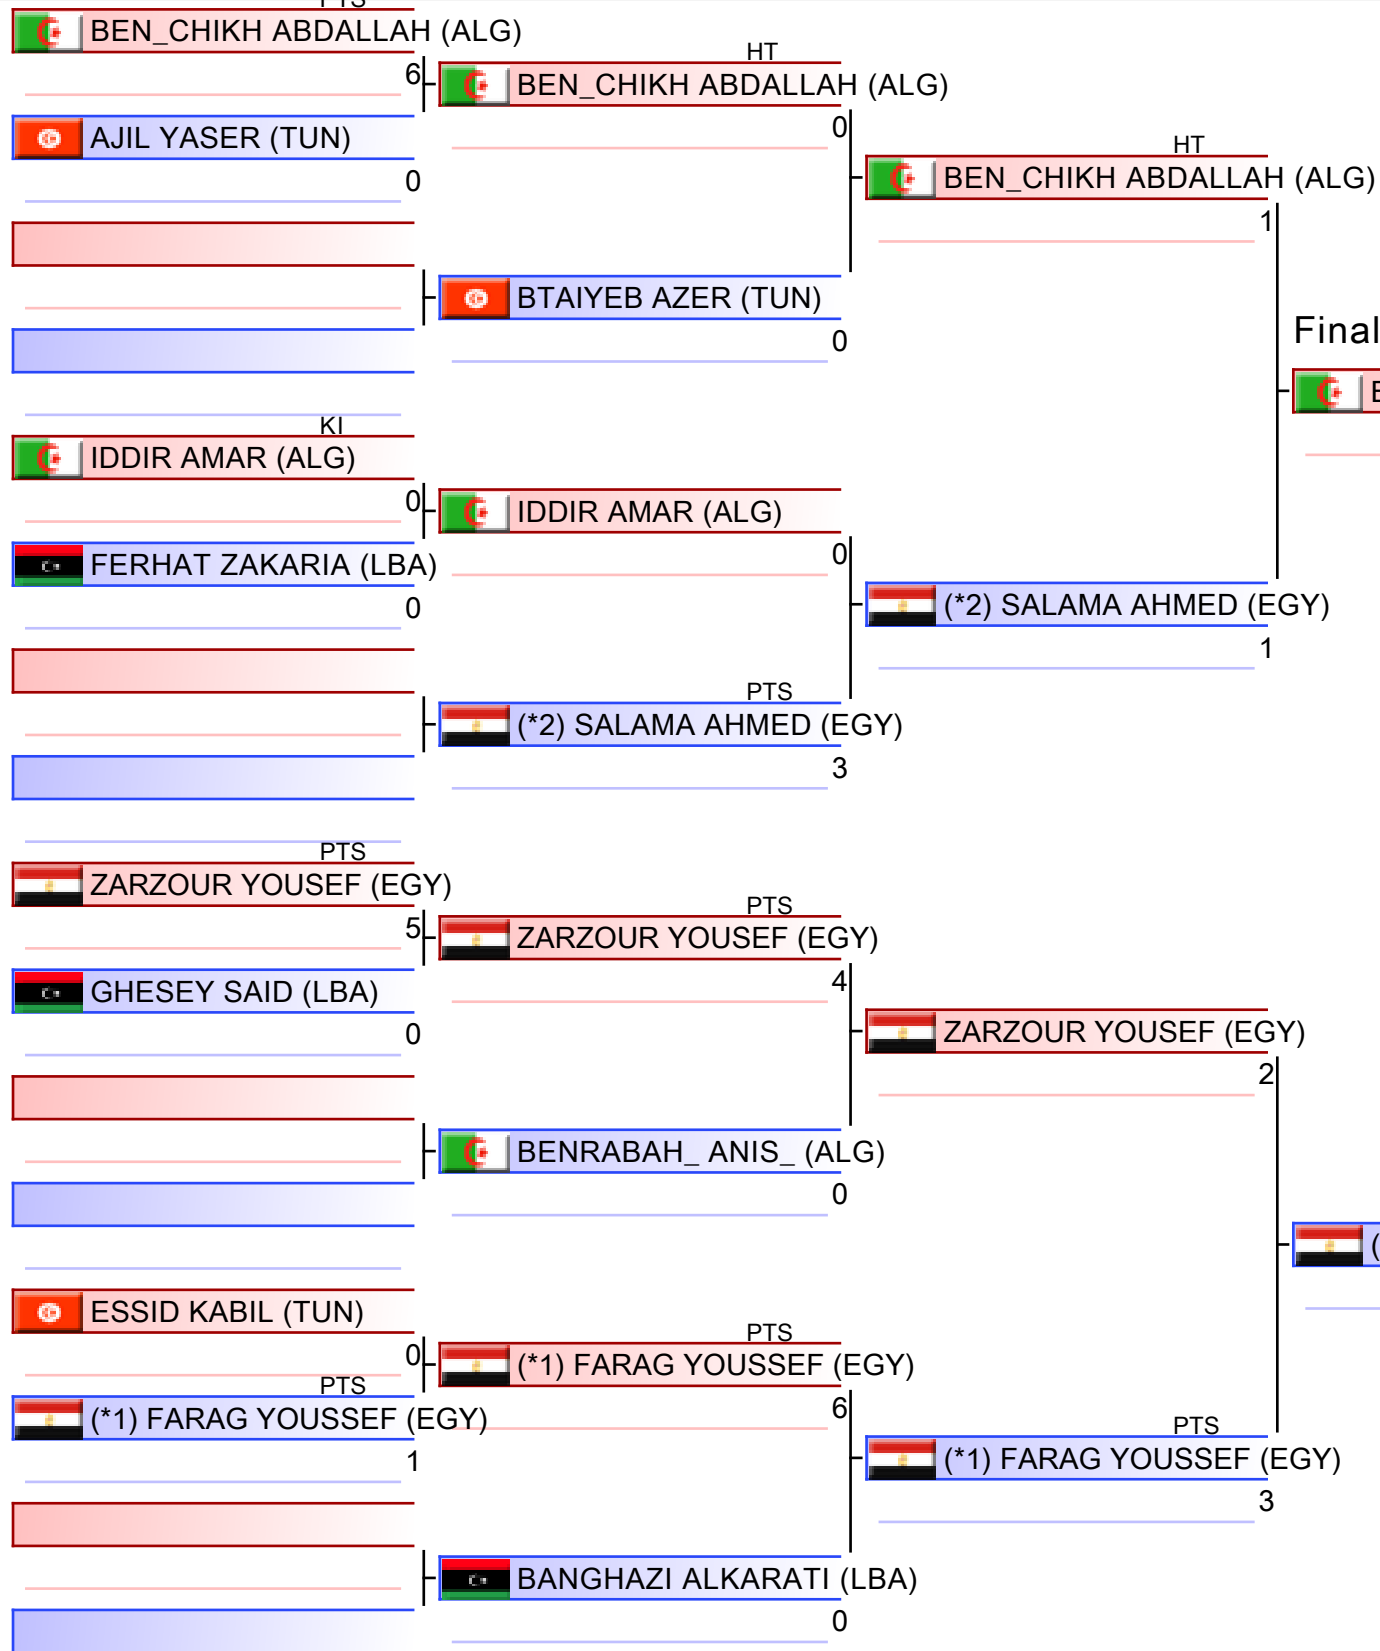 PTS
BEN_CHIKH ABDALLAH (ALG)
6
AJIL YASER (TUN)
0
KI
IDDIR AMAR (ALG)
0
FERHAT ZAKARIA (LBA)
0
PTS
ZARZOUR YOUSEF (EGY)
5
GHESEY SAID (LBA)
0
ESSID KABIL (TUN)
0
PTS
(*1) FARAG YOUSSEF (EGY)
1
HT
BEN_CHIKH ABDALLAH (ALG)
0
BTAIYEB AZER (TUN)
0
IDDIR AMAR (ALG)
0
PTS
(*2) SALAMA AHMED (EGY)
3
PTS
ZARZOUR YOUSEF (EGY)
4
BENRABAH_ ANIS_ (ALG)
0
PTS
(*1) FARAG YOUSSEF (EGY)
6
BANGHAZI ALKARATI (LBA)
0
HT
BEN_CHIKH ABDALLAH (ALG)
1
(*2) SALAMA AHMED (EGY)
1
ZARZOUR YOUSEF (EGY)
2
PTS
(*1) FARAG YOUSSEF (EGY)
3
Final
(